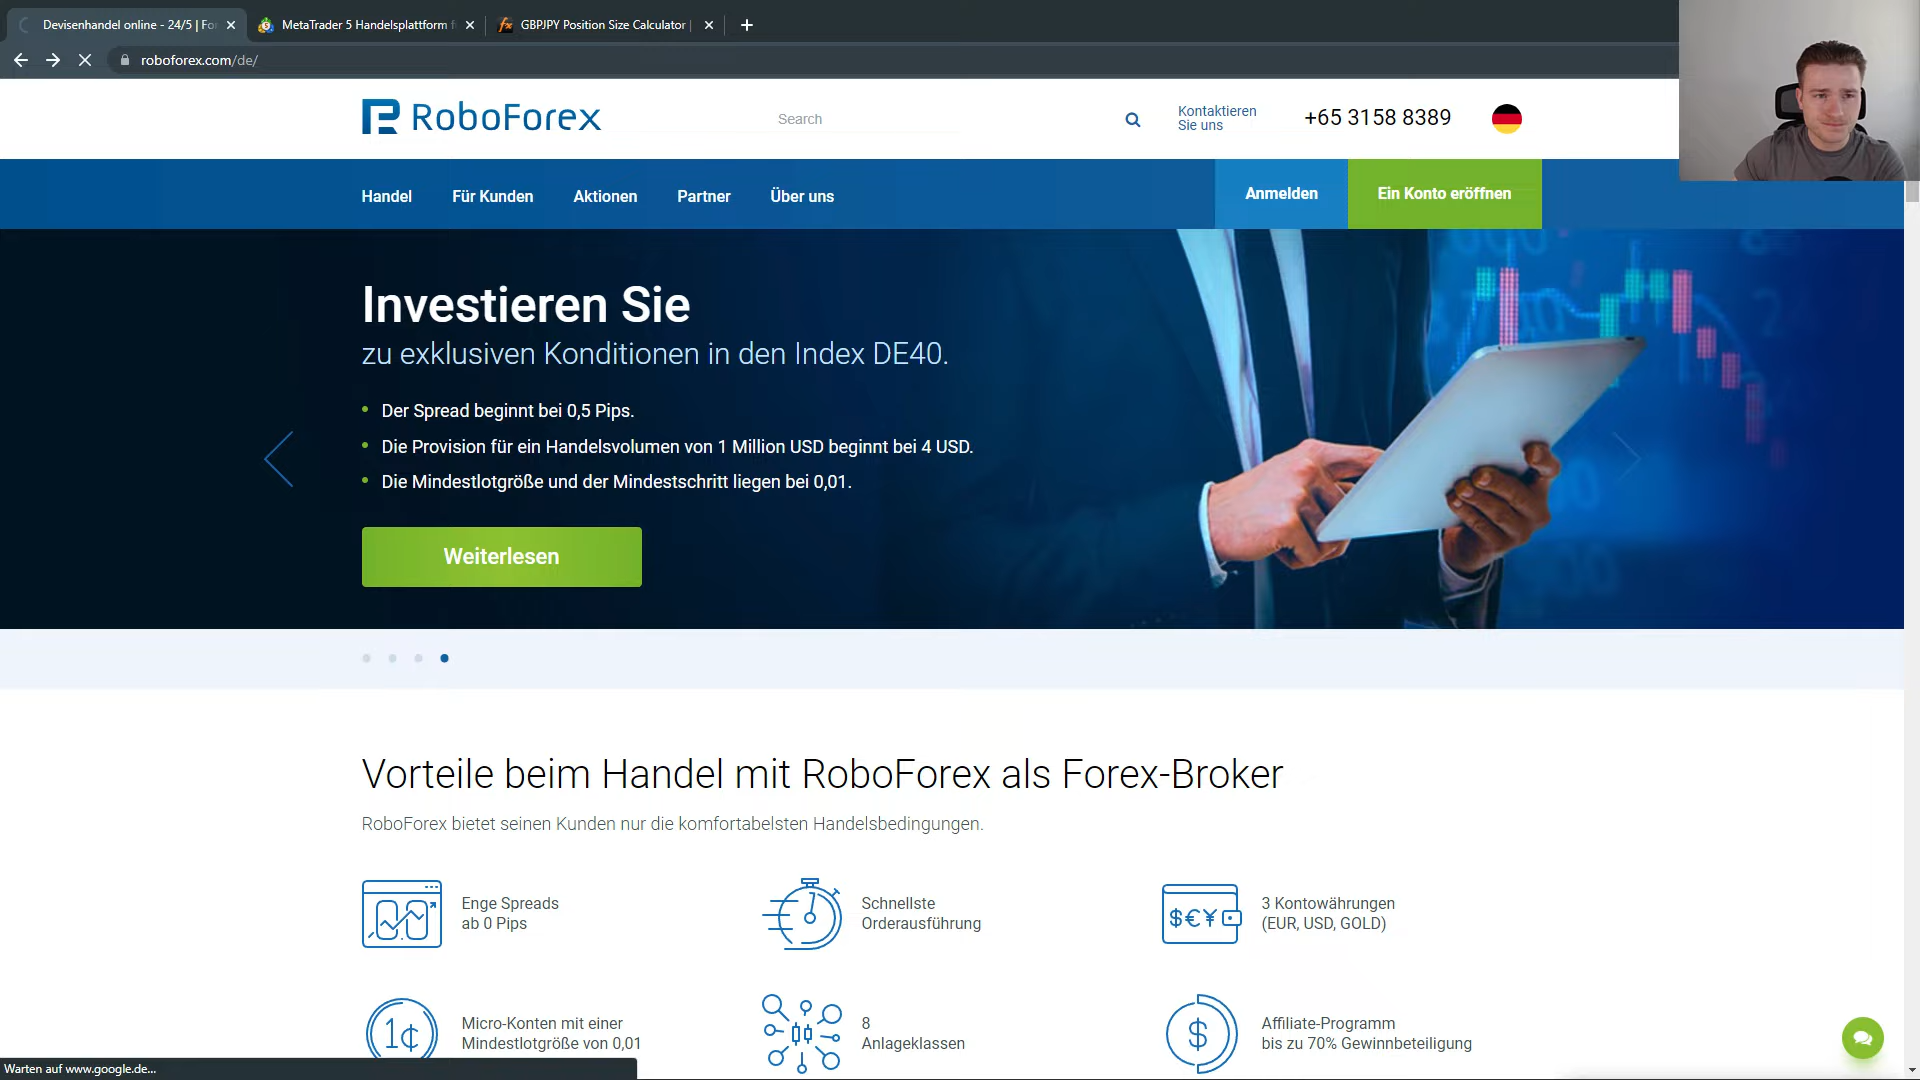 Devisenhandel online - 24/5 | For
MetaTrader 5 Handelsplattform f
GBPJPY Position Size Calculator |
roboforex.com/de/
RoboForex
Search
Kontaktieren
Sie uns
+65 3158 8389
Handel
Für Kunden
Aktionen
Partner
Über uns
Anmelden
Ein Konto eröffnen
Investieren Sie
zu exklusiven Konditionen in den Index DE40.
Der Spread beginnt bei 0,5 Pips.
Die Provision für ein Handelsvolumen von 1 Million USD beginnt bei 4 USD.
Die Mindestlotgröße und der Mindestschritt liegen bei 0,01.
Weiterlesen
Vorteile beim Handel mit RoboForex als Forex-Broker
RoboForex bietet seinen Kunden nur die komfortabelsten Handelsbedingungen.
Enge Spreads
ab 0 Pips
Schnellste
Orderausführung
$€¥
3 Kontowährungen
(EUR, USD, GOLD)
1¢
Micro-Konten mit einer
Mindestlotgröße von 0,01
8
Anlageklassen
$
Affiliate-Programm
bis zu 70% Gewinnbeteiligung
Warten auf www.google.de...